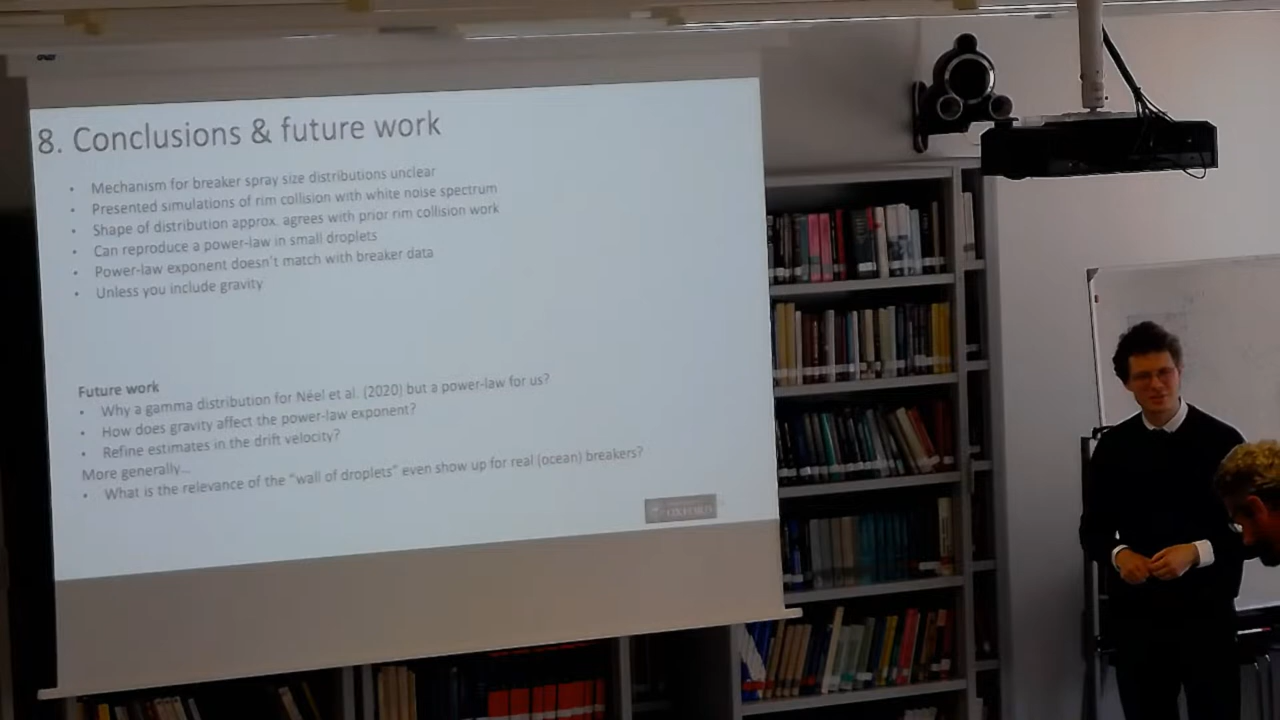 8. Conclusions & future work
• Mechanism for breaker spray size distributions unclear
• Presented simulations of rim collision with white noise spectrum
• Shape of distribution approx. agrees with prior rim collision work
• Can reproduce a power-law in small droplets
• Power-law exponent doesn't match with breaker data
• Unless you include gravity
Future work
• Why a gamma distribution for Néel et al. (2020) but a power-law for us?
• How does gravity affect the power-law exponent?
• Refine estimates in the drift velocity?
More generally...
• What is the relevance of the "wall of droplets" even show up for real (ocean) breakers?
OXFORD